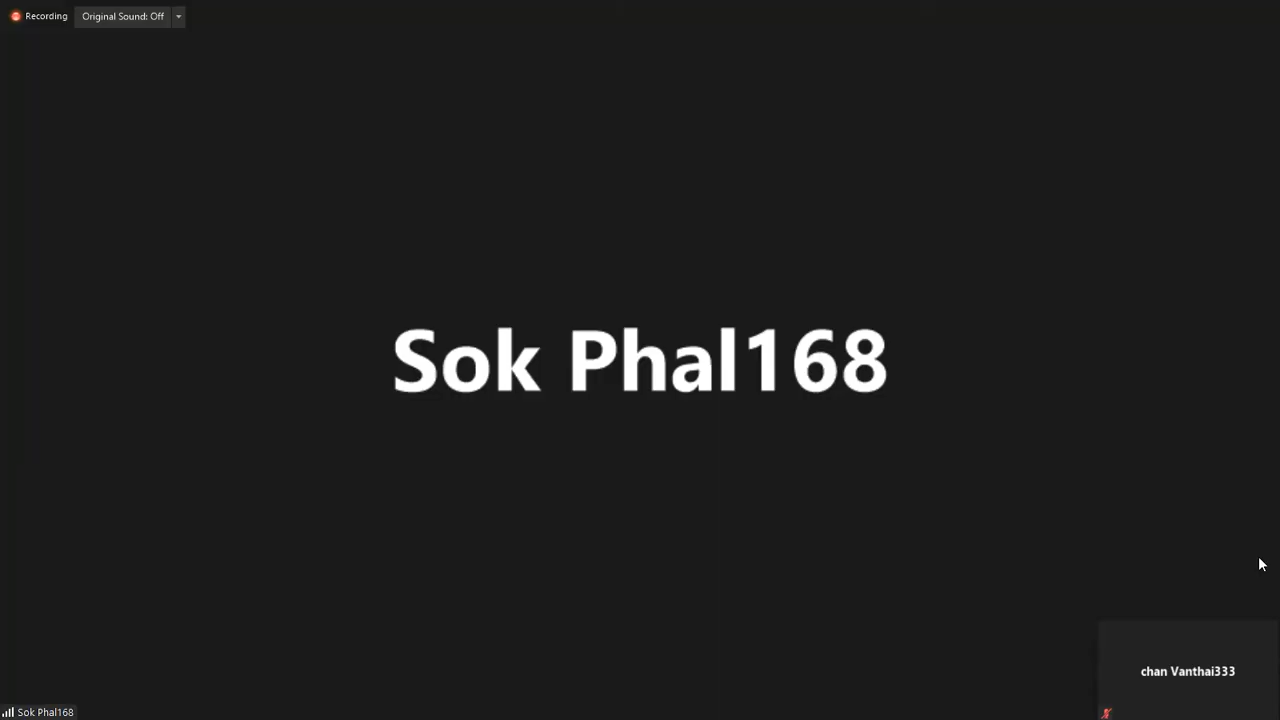 Recording
Original Sound: Off
Sok Phal168
chan Vanthai333
Sok Phal168